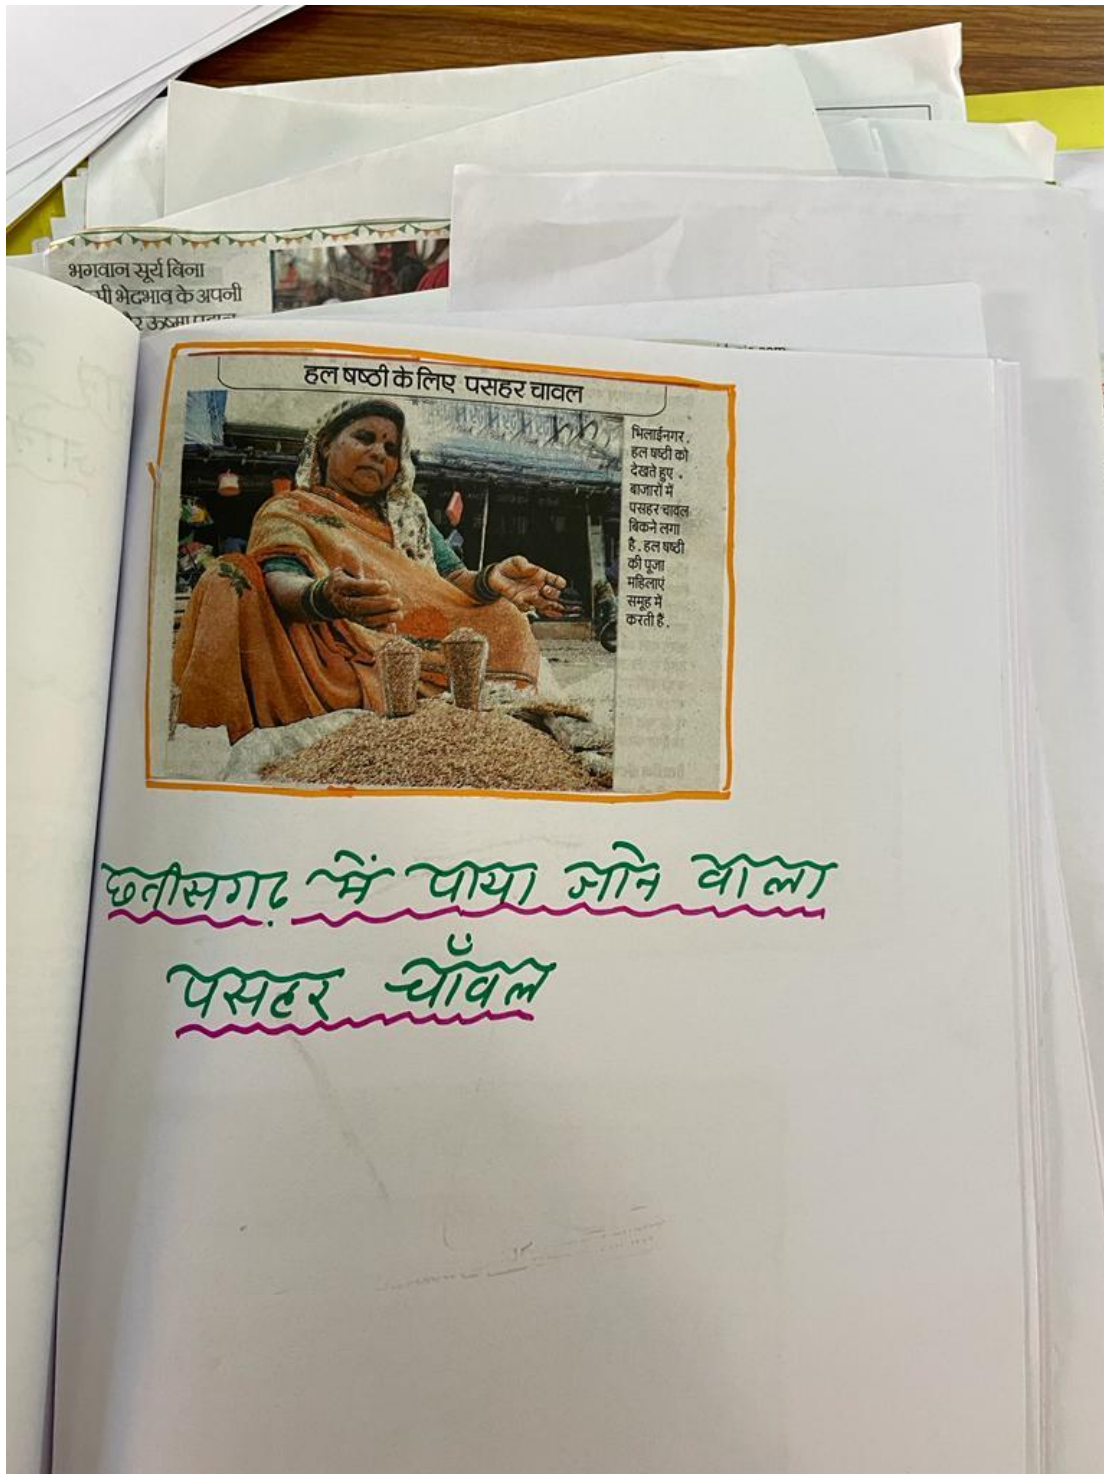 भगवान सूर्य बिना
भेदभाव के अपनी
हल षष्ठी के लिए पसहर चावल
भिलाईनगर.
हल षष्ठी को
देखते हुए.
बाजारों में
पसहर चावल
बिकने लगा
है. हल षष्ठी
की पूजा
महिलाएं
समूह में
करती हैं.
छत्तीसगढ़ में पाया जाने वाला
पसहर चाँवल